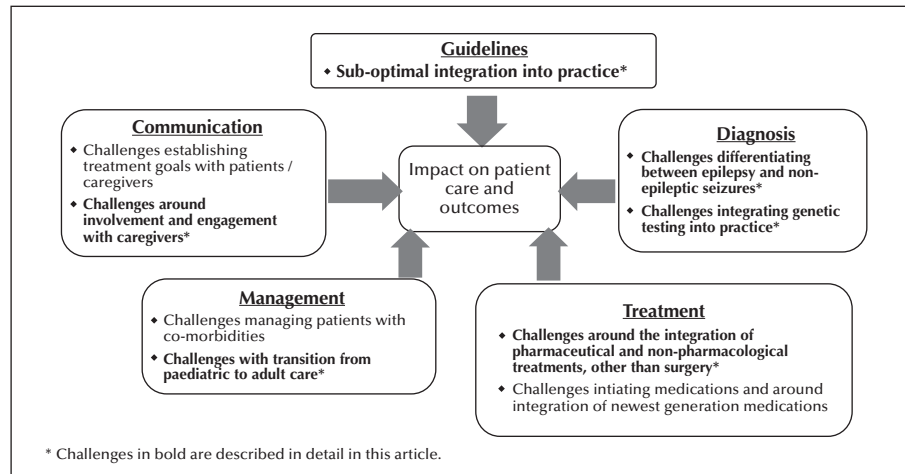 Guidelines
◆ Sub-optimal integration into practice*
Communication
◆ Challenges establishing
treatment goals with patients /
caregivers
◆ Challenges around
involvement and engagement
with caregivers*
Impact on patient
care and
outcomes
Diagnosis
◆ Challenges differentiating
between epilepsy and non-
epileptic seizures*
◆ Challenges integrating genetic
testing into practice*
Management
◆ Challenges managing patients with
co-morbidities
◆ Challenges with transition from
paediatric to adult care*
Treatment
◆ Challenges around the integration of
pharmaceutical and non-pharmacological
treatments, other than surgery*
◆ Challenges intiating medications and around
integration of newest generation medications
* Challenges in bold are described in detail in this article.